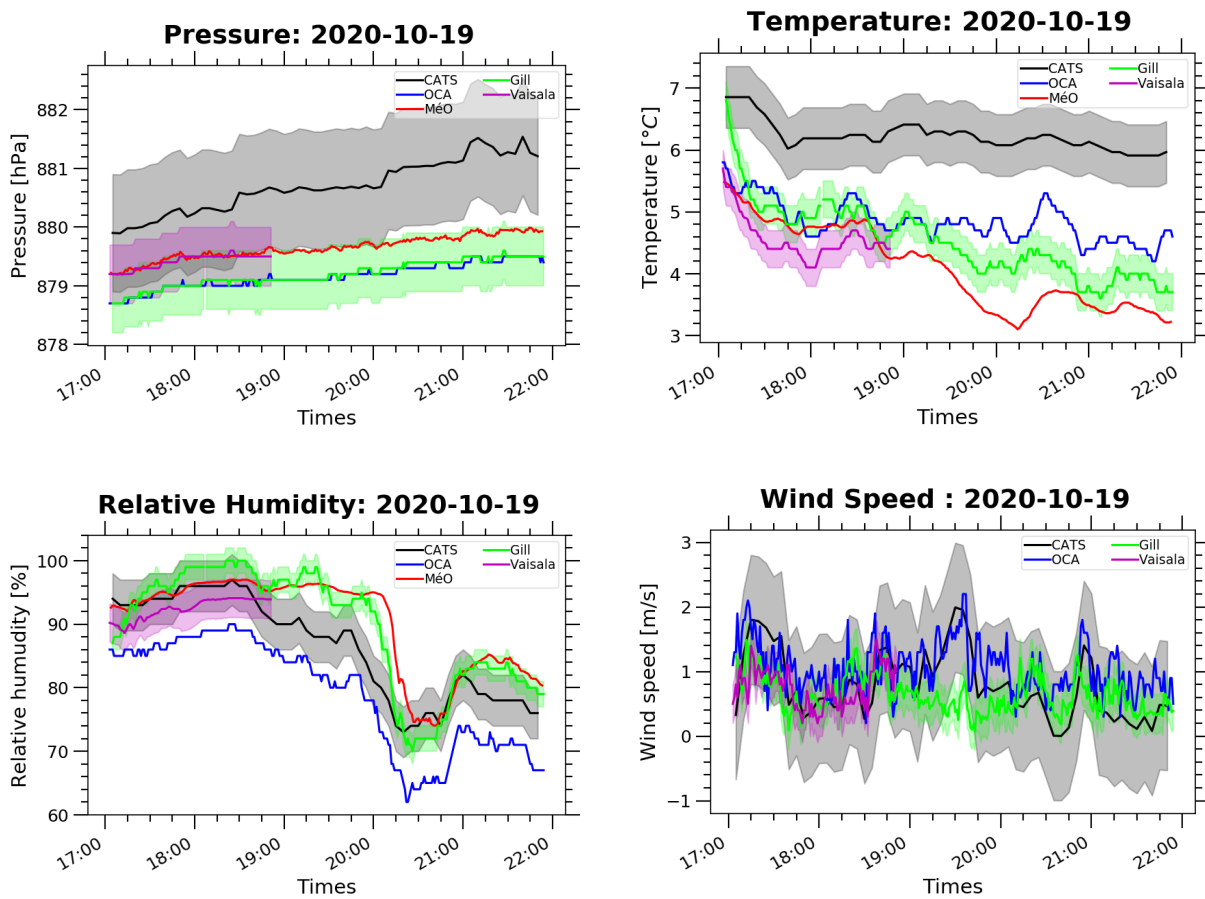 Pressure: 2020-10-19
CATS
OCA
MéO
Gill
Vaisala
Pressure [hPa]
882
881
880
879
878
17:00
18:00
19:00
20:00
21:00
22:00
Times
Temperature: 2020-10-19
CATS
OCA
MéO
Gill
Vaisala
Temperature [°C]
7
6
5
4
3
17:00
18:00
19:00
20:00
21:00
22:00
Times
Relative Humidity: 2020-10-19
CATS
OCA
MéO
Gill
Vaisala
Relative humudity [%]
100
90
80
70
60
17:00
18:00
19:00
20:00
21:00
22:00
Times
Wind Speed : 2020-10-19
CATS
OCA
Gill
Vaisala
Wind speed [m/s]
3
2
1
0
−1
17:00
18:00
19:00
20:00
21:00
22:00
Times